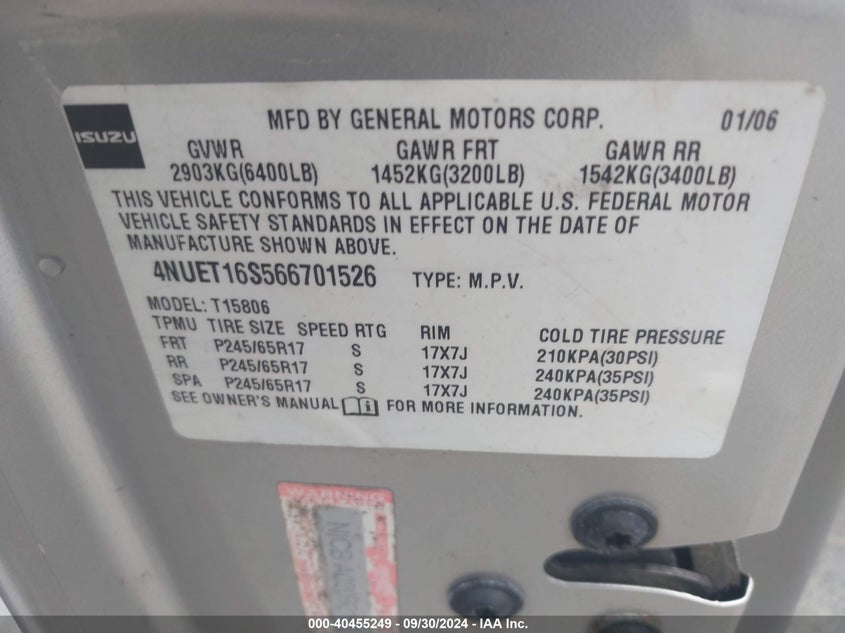 ISUZU
MFD BY GENERAL MOTORS CORP. 01/06
GVWR GAWR FRT GAWR RR
2903KG(6400LB) 1452KG(3200LB) 1542KG(3400LB)
THIS VEHICLE CONFORMS TO ALL APPLICABLE U.S. FEDERAL MOTOR
VEHICLE SAFETY STANDARDS IN EFFECT ON THE DATE OF
MANUFACTURE SHOWN ABOVE.
4NUET16S566701526 TYPE: M.P.V.
MODEL: T15806
TPMU TIRE SIZE SPEED RTG RIM COLD TIRE PRESSURE
FRT P245/65R17 S 17X7J 210KPA(30PSI)
RR P245/65R17 S 17X7J 240KPA(35PSI)
SPA P245/65R17 S 17X7J 240KPA(35PSI)
SEE OWNER'S MANUAL FOR MORE INFORMATION.
WARNING
000-40455249 - 09/30/2024 - IAA Inc.